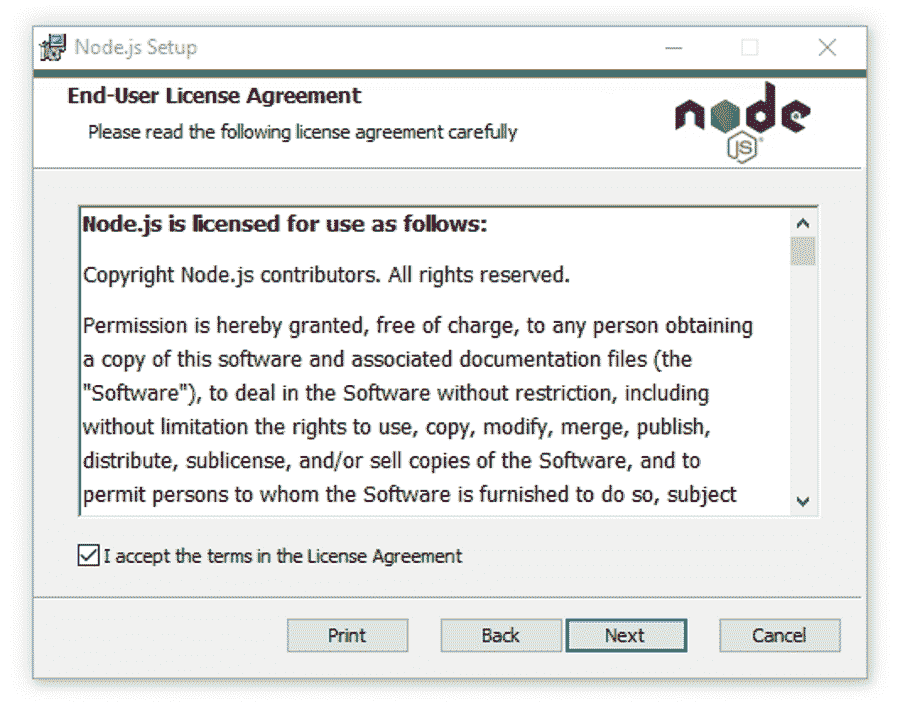 Node.js Setup
End-User License Agreement
Please read the following license agreement carefully
node
JS
Node.js is licensed for use as follows:
Copyright Node.js contributors. All rights reserved.
Permission is hereby granted, free of charge, to any person obtaining
a copy of this software and associated documentation files (the
"Software"), to deal in the Software without restriction, including
without limitation the rights to use, copy, modify, merge, publish,
distribute, sublicense, and/or sell copies of the Software, and to
permit persons to whom the Software is furnished to do so, subject
I accept the terms in the License Agreement
Print Back Next Cancel